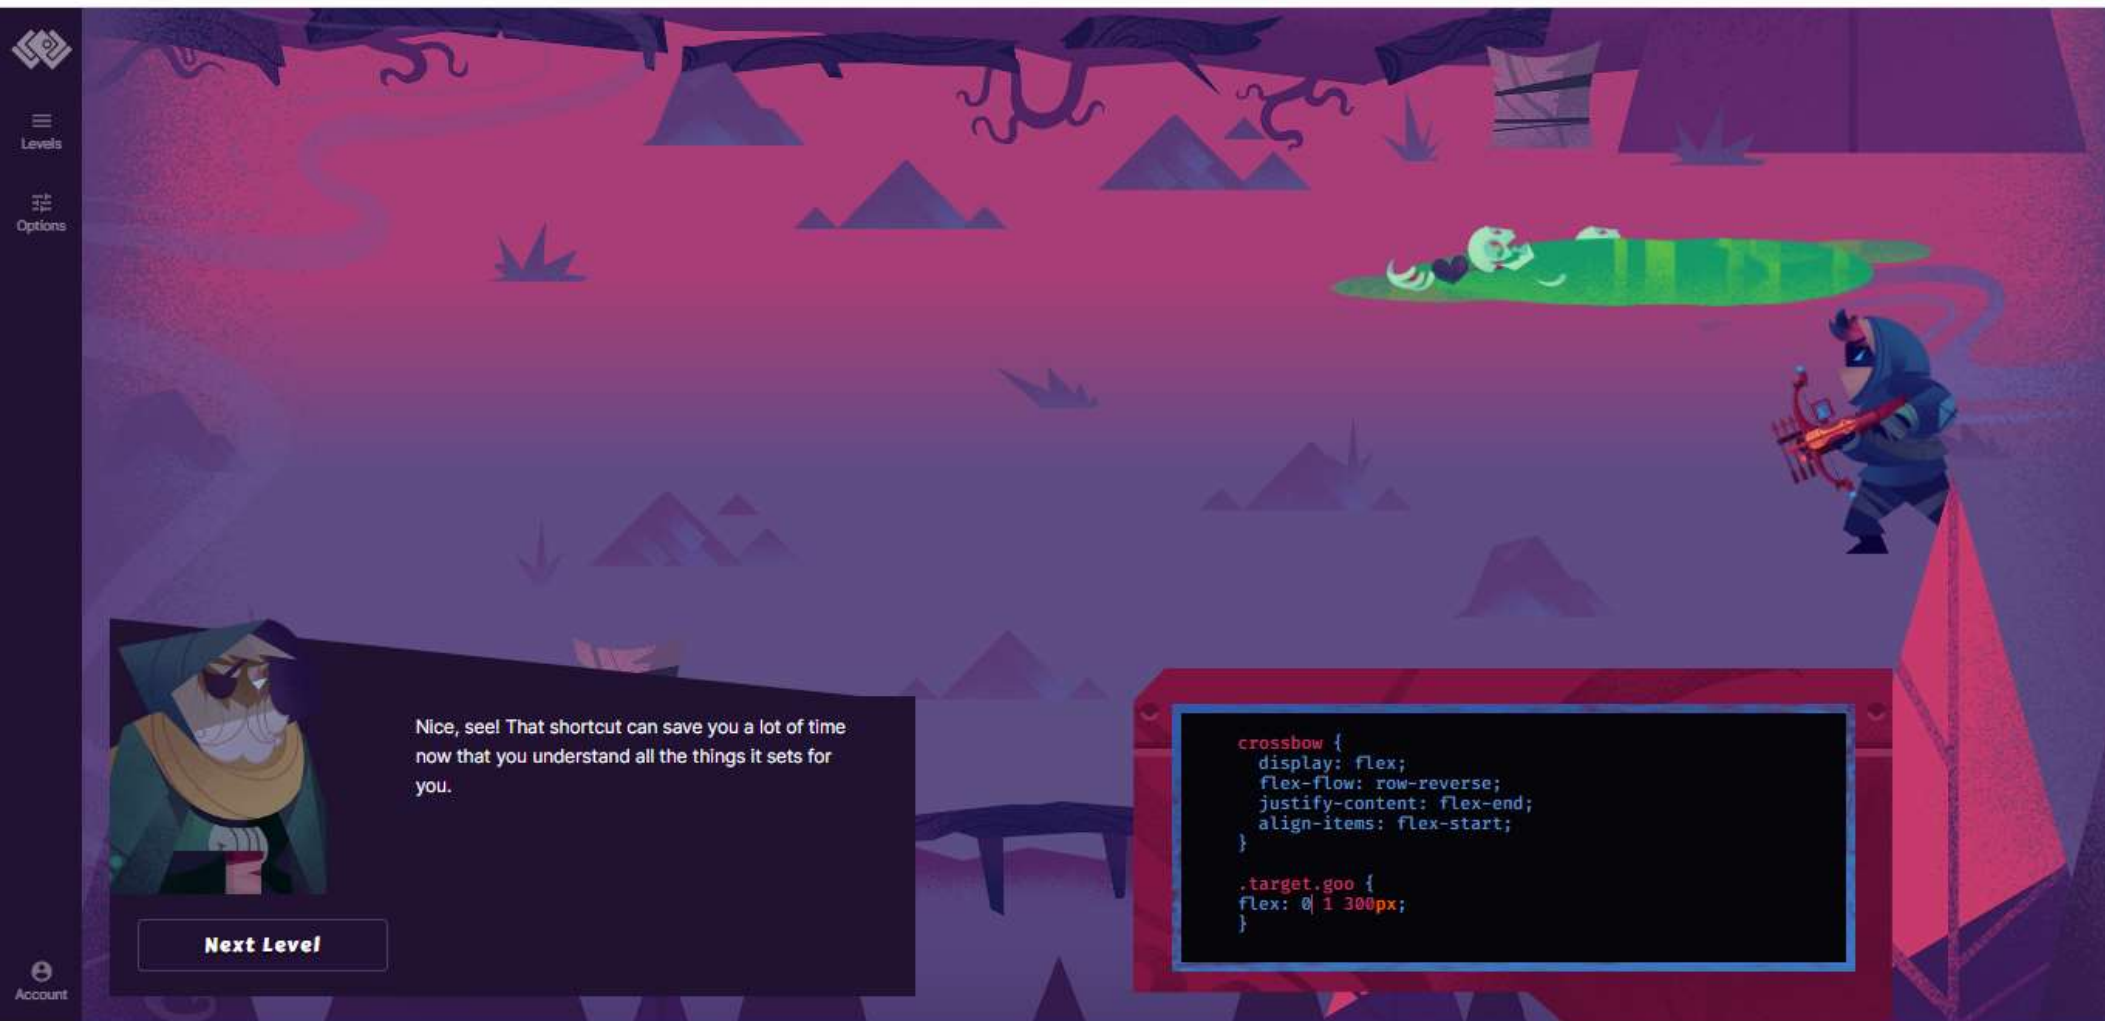 Levels
Options
Nice, see! That shortcut can save you a lot of time
now that you understand all the things it sets for
you.
Next Level
Account
crossbow {
  display: flex;
  flex-flow: row-reverse;
  justify-content: flex-end;
  align-items: flex-start;
}
.target.goo {
flex: 0 1 300px;
}